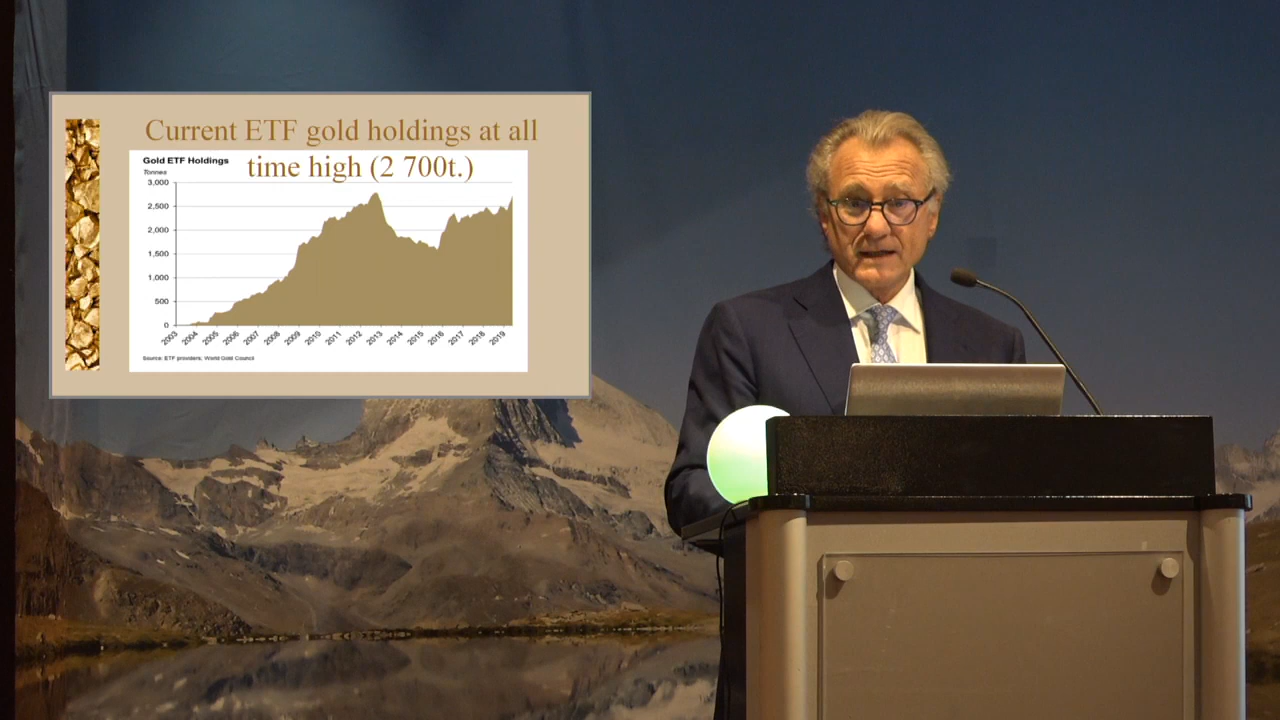 Current ETF gold holdings at all
time high (2 700t.)
Gold ETF Holdings
Tonnes
3,000
2,500
2,000
1,500
1,000
500
0
2003 2004 2005 2006 2007 2008 2009 2010 2011 2012 2013 2014 2015 2016 2017 2018 2019
Source: ETF providers, World Gold Council